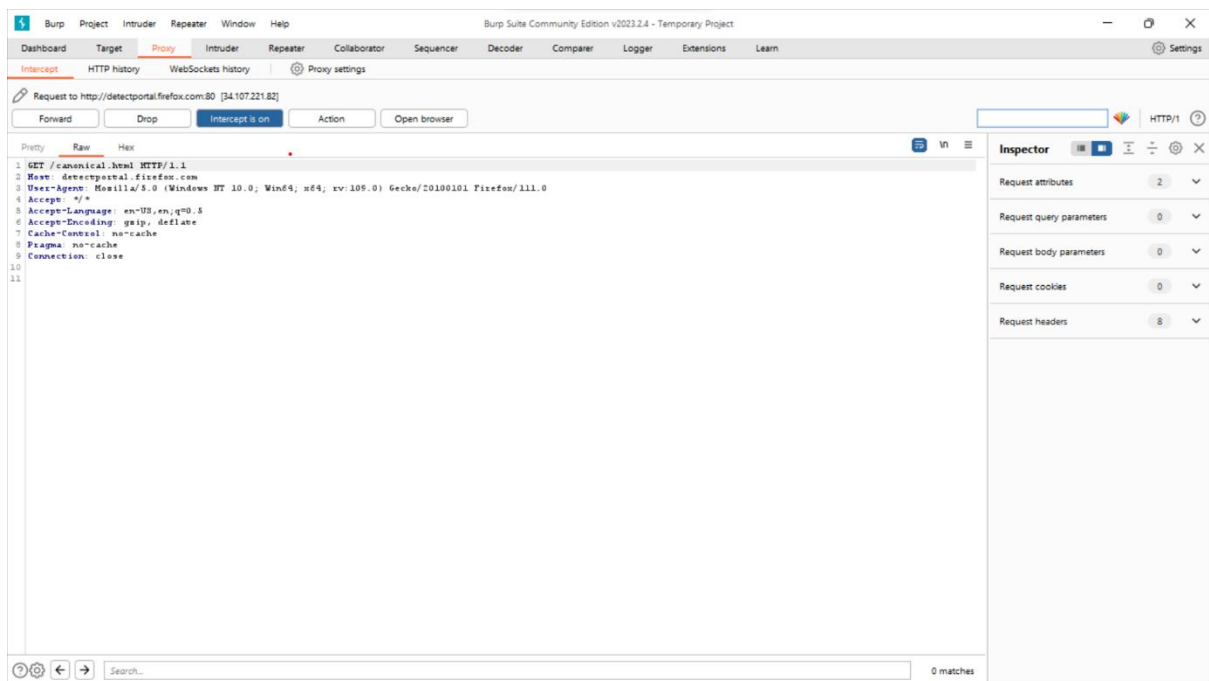 Burp Project Intruder Repeater Window Help Burp Suite Community Edition v2023.2.4 - Temporary Project
Dashboard Target Proxy Intruder Repeater Collaborator Sequencer Decoder Comparer Logger Extensions Learn Settings
Intercept HTTP history WebSockets history Proxy settings
Request to http://detectportal.firefox.com:80 [34.107.221.82]
Forward Drop Intercept is on Action Open browser HTTP/1 ?
Pretty Raw Hex \n Inspector
1 GET /canonical.html HTTP/1.1
2 Host: detectportal.firefox.com
3 User-Agent: Mozilla/5.0 (Windows NT 10.0; Win64; x64; rv:109.0) Gecko/20100101 Firefox/111.0
4 Accept: */*
5 Accept-Language: en-US,en;q=0.5
6 Accept-Encoding: gzip, deflate
7 Cache-Control: no-cache
8 Pragma: no-cache
9 Connection: close
10
11
Request attributes 2
Request query parameters 0
Request body parameters 0
Request cookies 0
Request headers 8
? Search... 0 matches